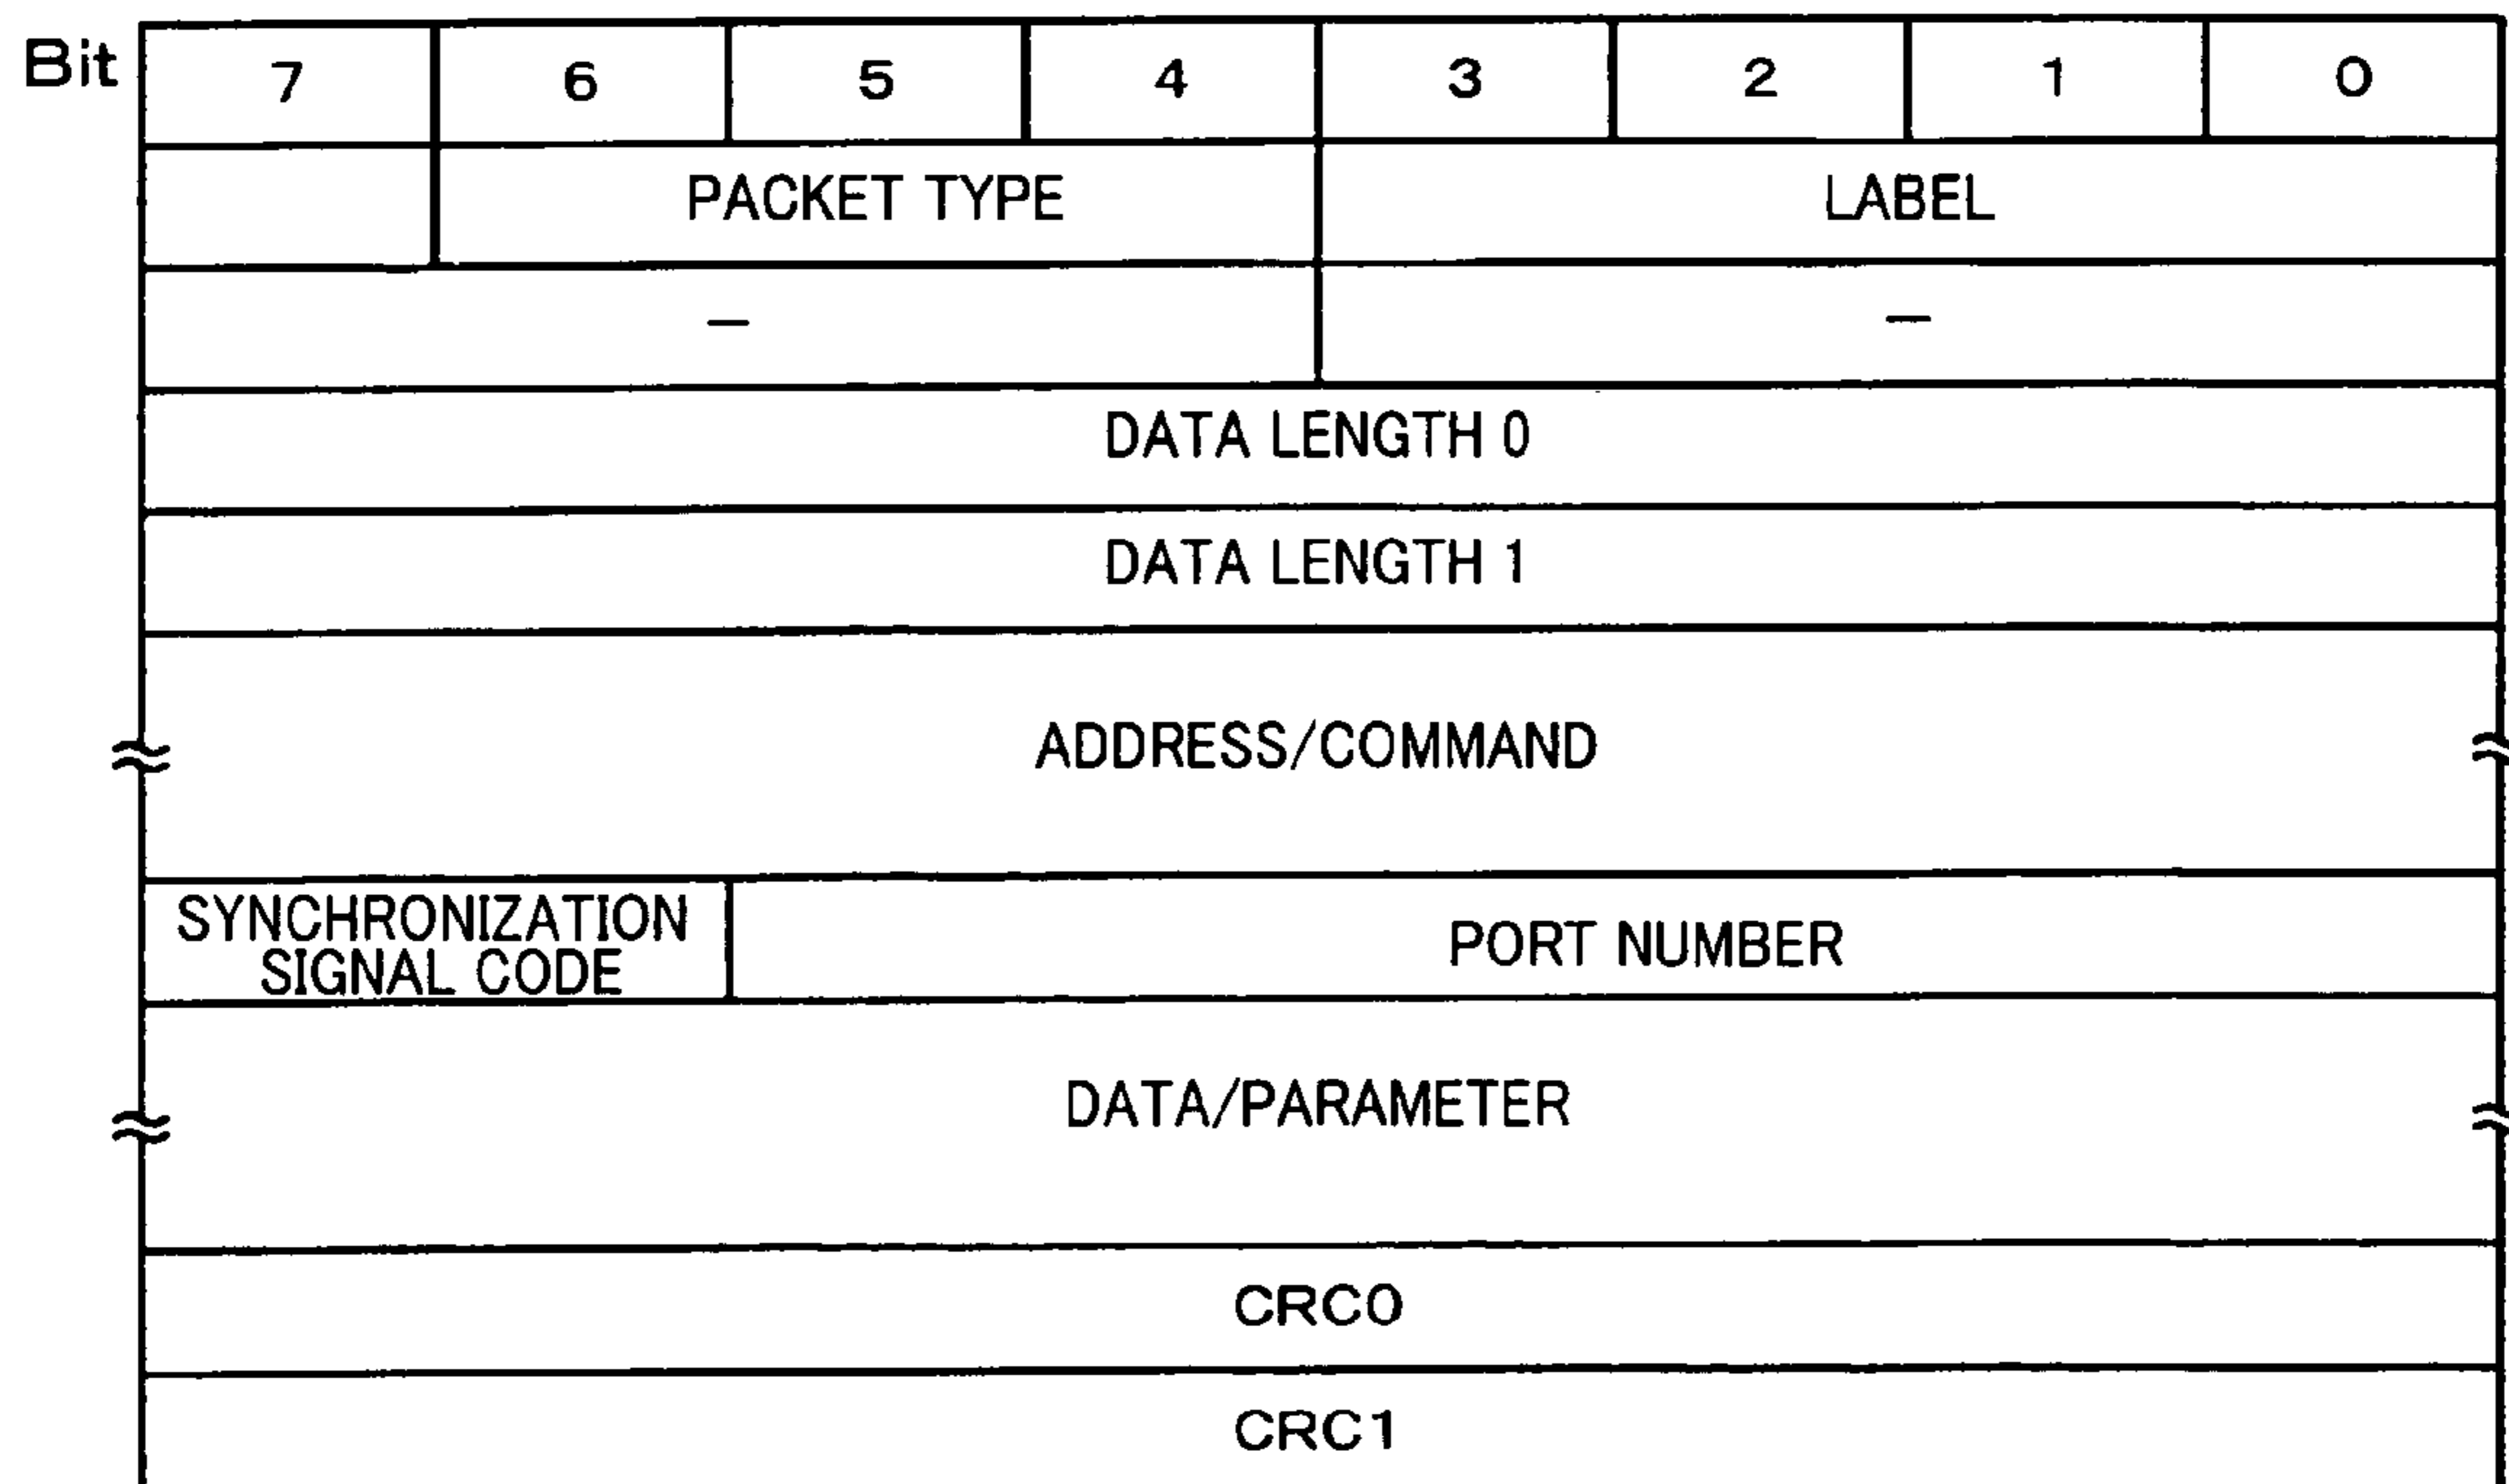 Bit 7 6 5 4 3 2 1 0
PACKET TYPE LABEL
– –
DATA LENGTH 0
DATA LENGTH 1
ADDRESS/COMMAND
SYNCHRONIZATION
SIGNAL CODE
PORT NUMBER
DATA/PARAMETER
CRC0
CRC1